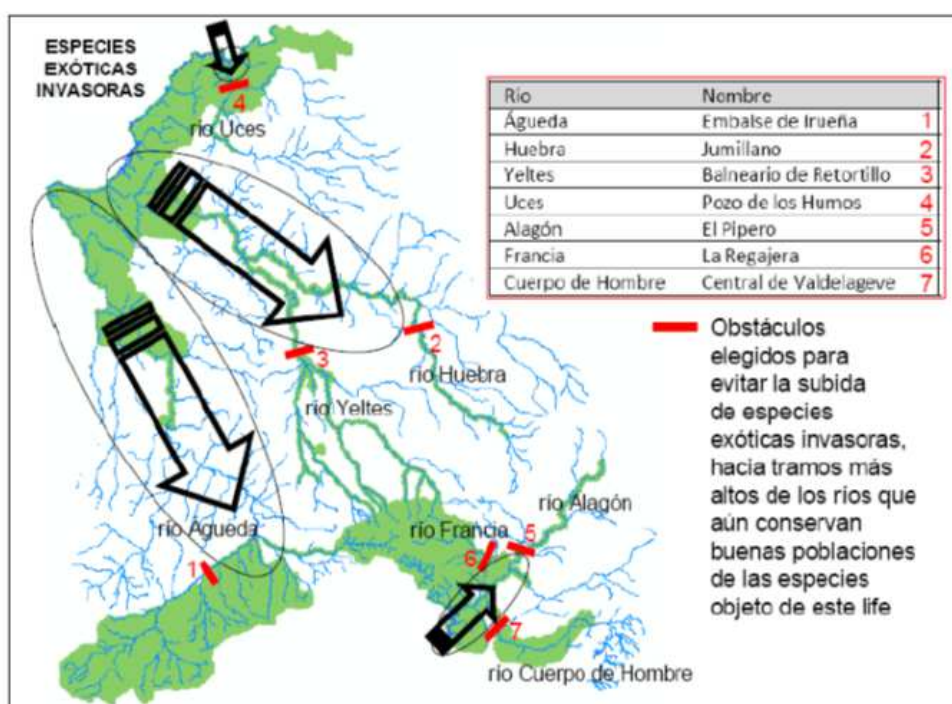 ESPECIES
EXÓTICAS
INVASORAS
4
río Uces
Río Nombre
Águeda Embalse de Irueña 1
Huebra Jumillano 2
Yeltes Balneario de Retortillo 3
Uces Pozo de los Humos 4
Alagón El Pipero 5
Francia La Regajera 6
Cuerpo de Hombre Central de Valdelageve 7
Obstáculos
elegidos para
evitar la subida
de especies
exóticas invasoras,
hacia tramos más
altos de los ríos que
aún conservan
buenas poblaciones
de las especies
objeto de este life
2
3
río Huebra
río Yeltes
río Alagón
río Agueda
río Francia
5
6
1
7
río Cuerpo de Hombre